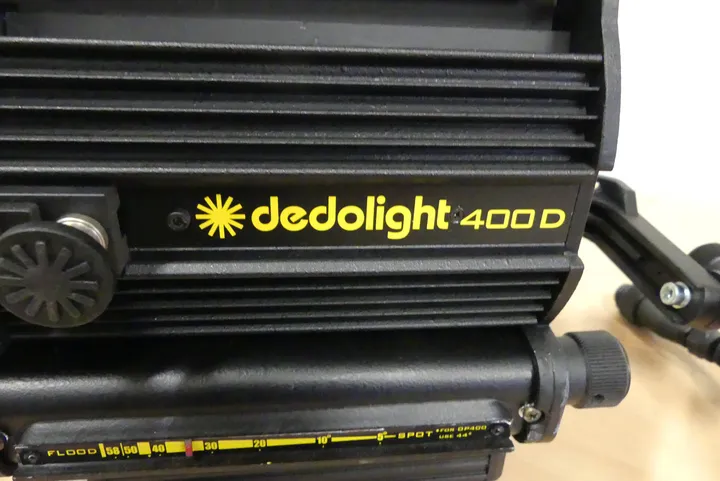 dedolight 400 D
FLOOD 58 50 40 30 20 10° 5° SPOT *FOR DP400
USE 44°